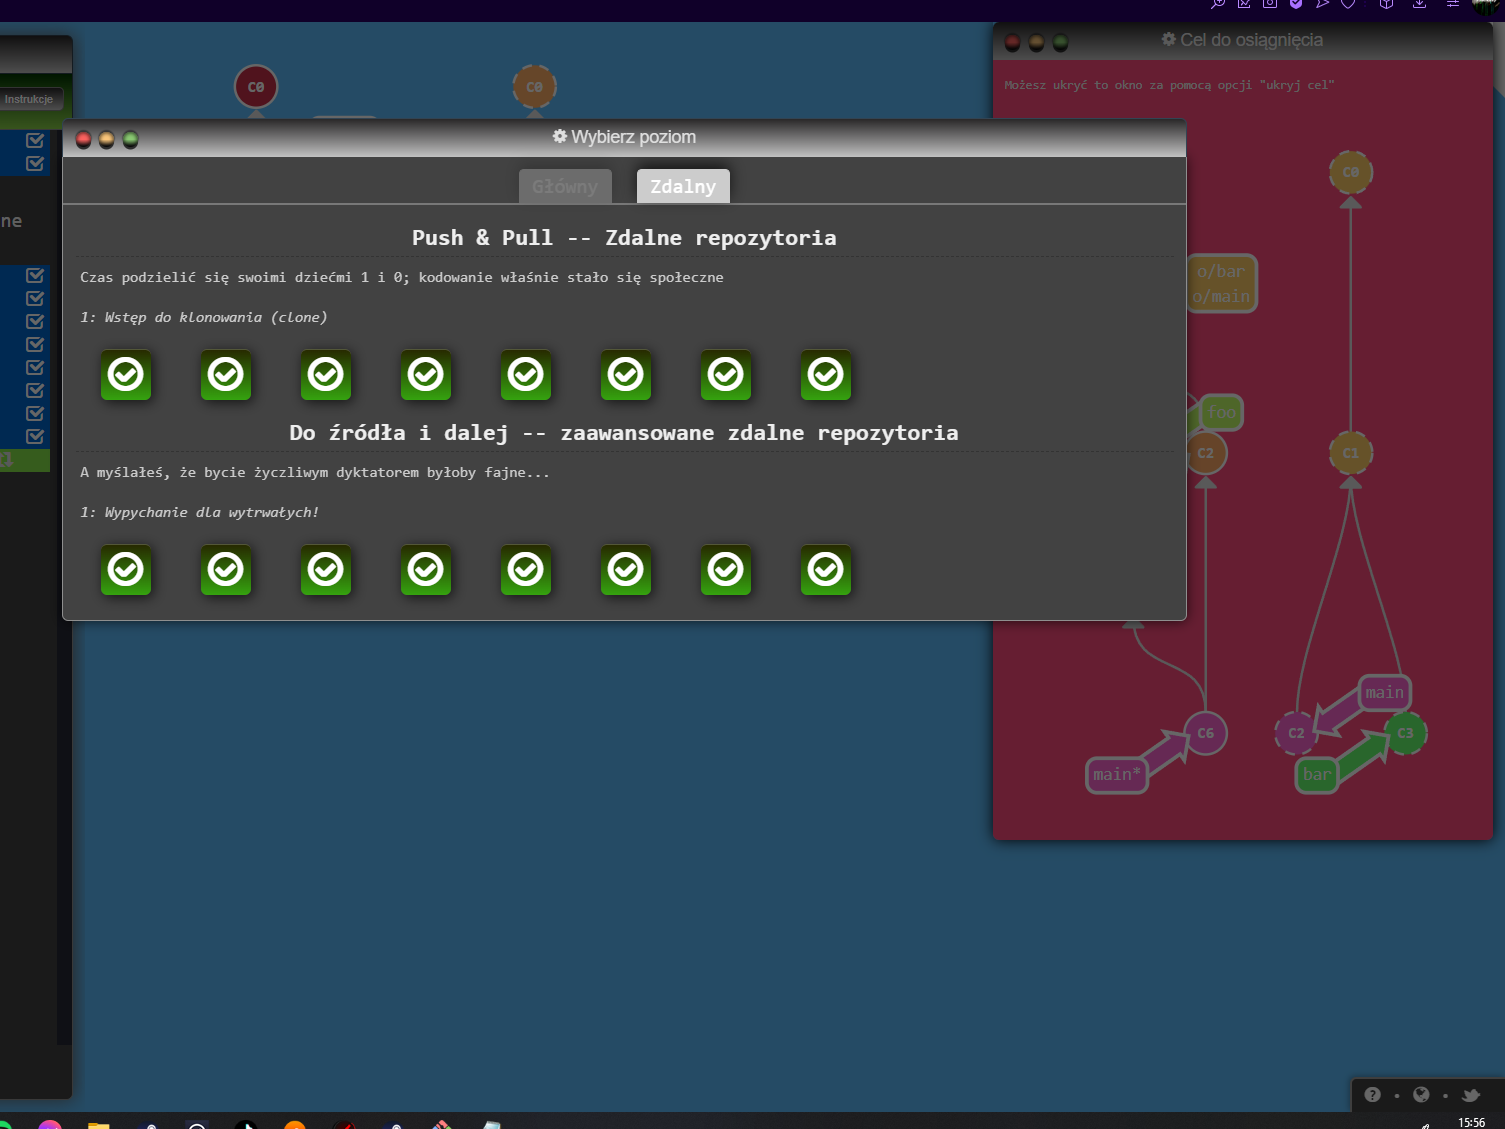 Instrukcje
ne
C0
C0
Cel do osiągnięcia
Możesz ukryć to okno za pomocą opcji "ukryj cel"
Wybierz poziom
Główny
Zdalny
Push & Pull -- Zdalne repozytoria
Czas podzielić się swoimi dziećmi 1 i 0; kodowanie właśnie stało się społeczne
1: Wstęp do klonowania (clone)
Do źródła i dalej -- zaawansowane zdalne repozytoria
A myślałeś, że bycie życzliwym dyktatorem byłoby fajne...
1: Wypychanie dla wytrwałych!
C0
o/bar
o/main
foo
C2
C1
main
C6
C2
C3
main*
bar
15:56